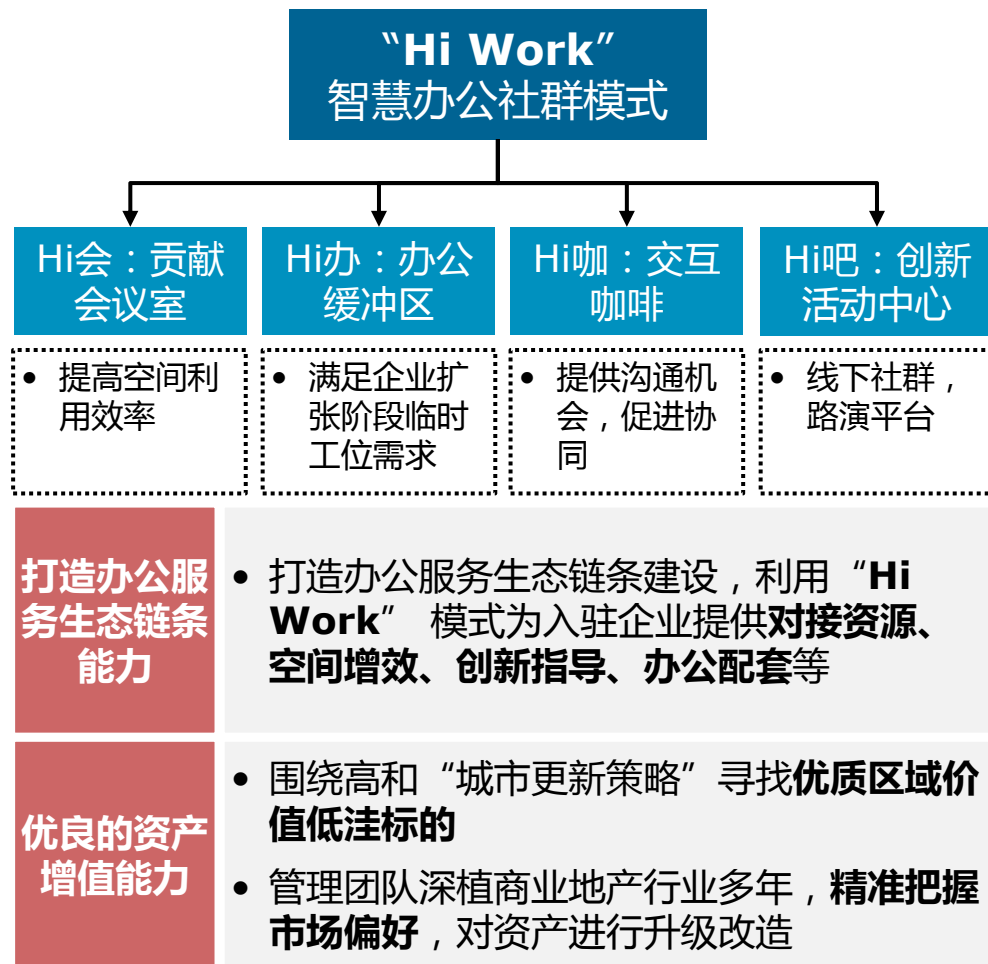 “Hi Work”
智慧办公社群模式
Hi会：贡献
会议室
Hi办：办公
缓冲区
Hi咖：交互
咖啡
Hi吧：创新
活动中心
• 提高空间利
用效率
• 满足企业扩
张阶段临时
工位需求
• 提供沟通机
会，促进协
同
• 线下社群，
路演平台
打造办公服
务生态链条
能力
• 打造办公服务生态链条建设，利用“Hi
Work” 模式为入驻企业提供对接资源、
空间增效、创新指导、办公配套等
优良的资产
增值能力
• 围绕高和“城市更新策略”寻找优质区域价
值低洼标的
• 管理团队深植商业地产行业多年，精准把握
市场偏好，对资产进行升级改造